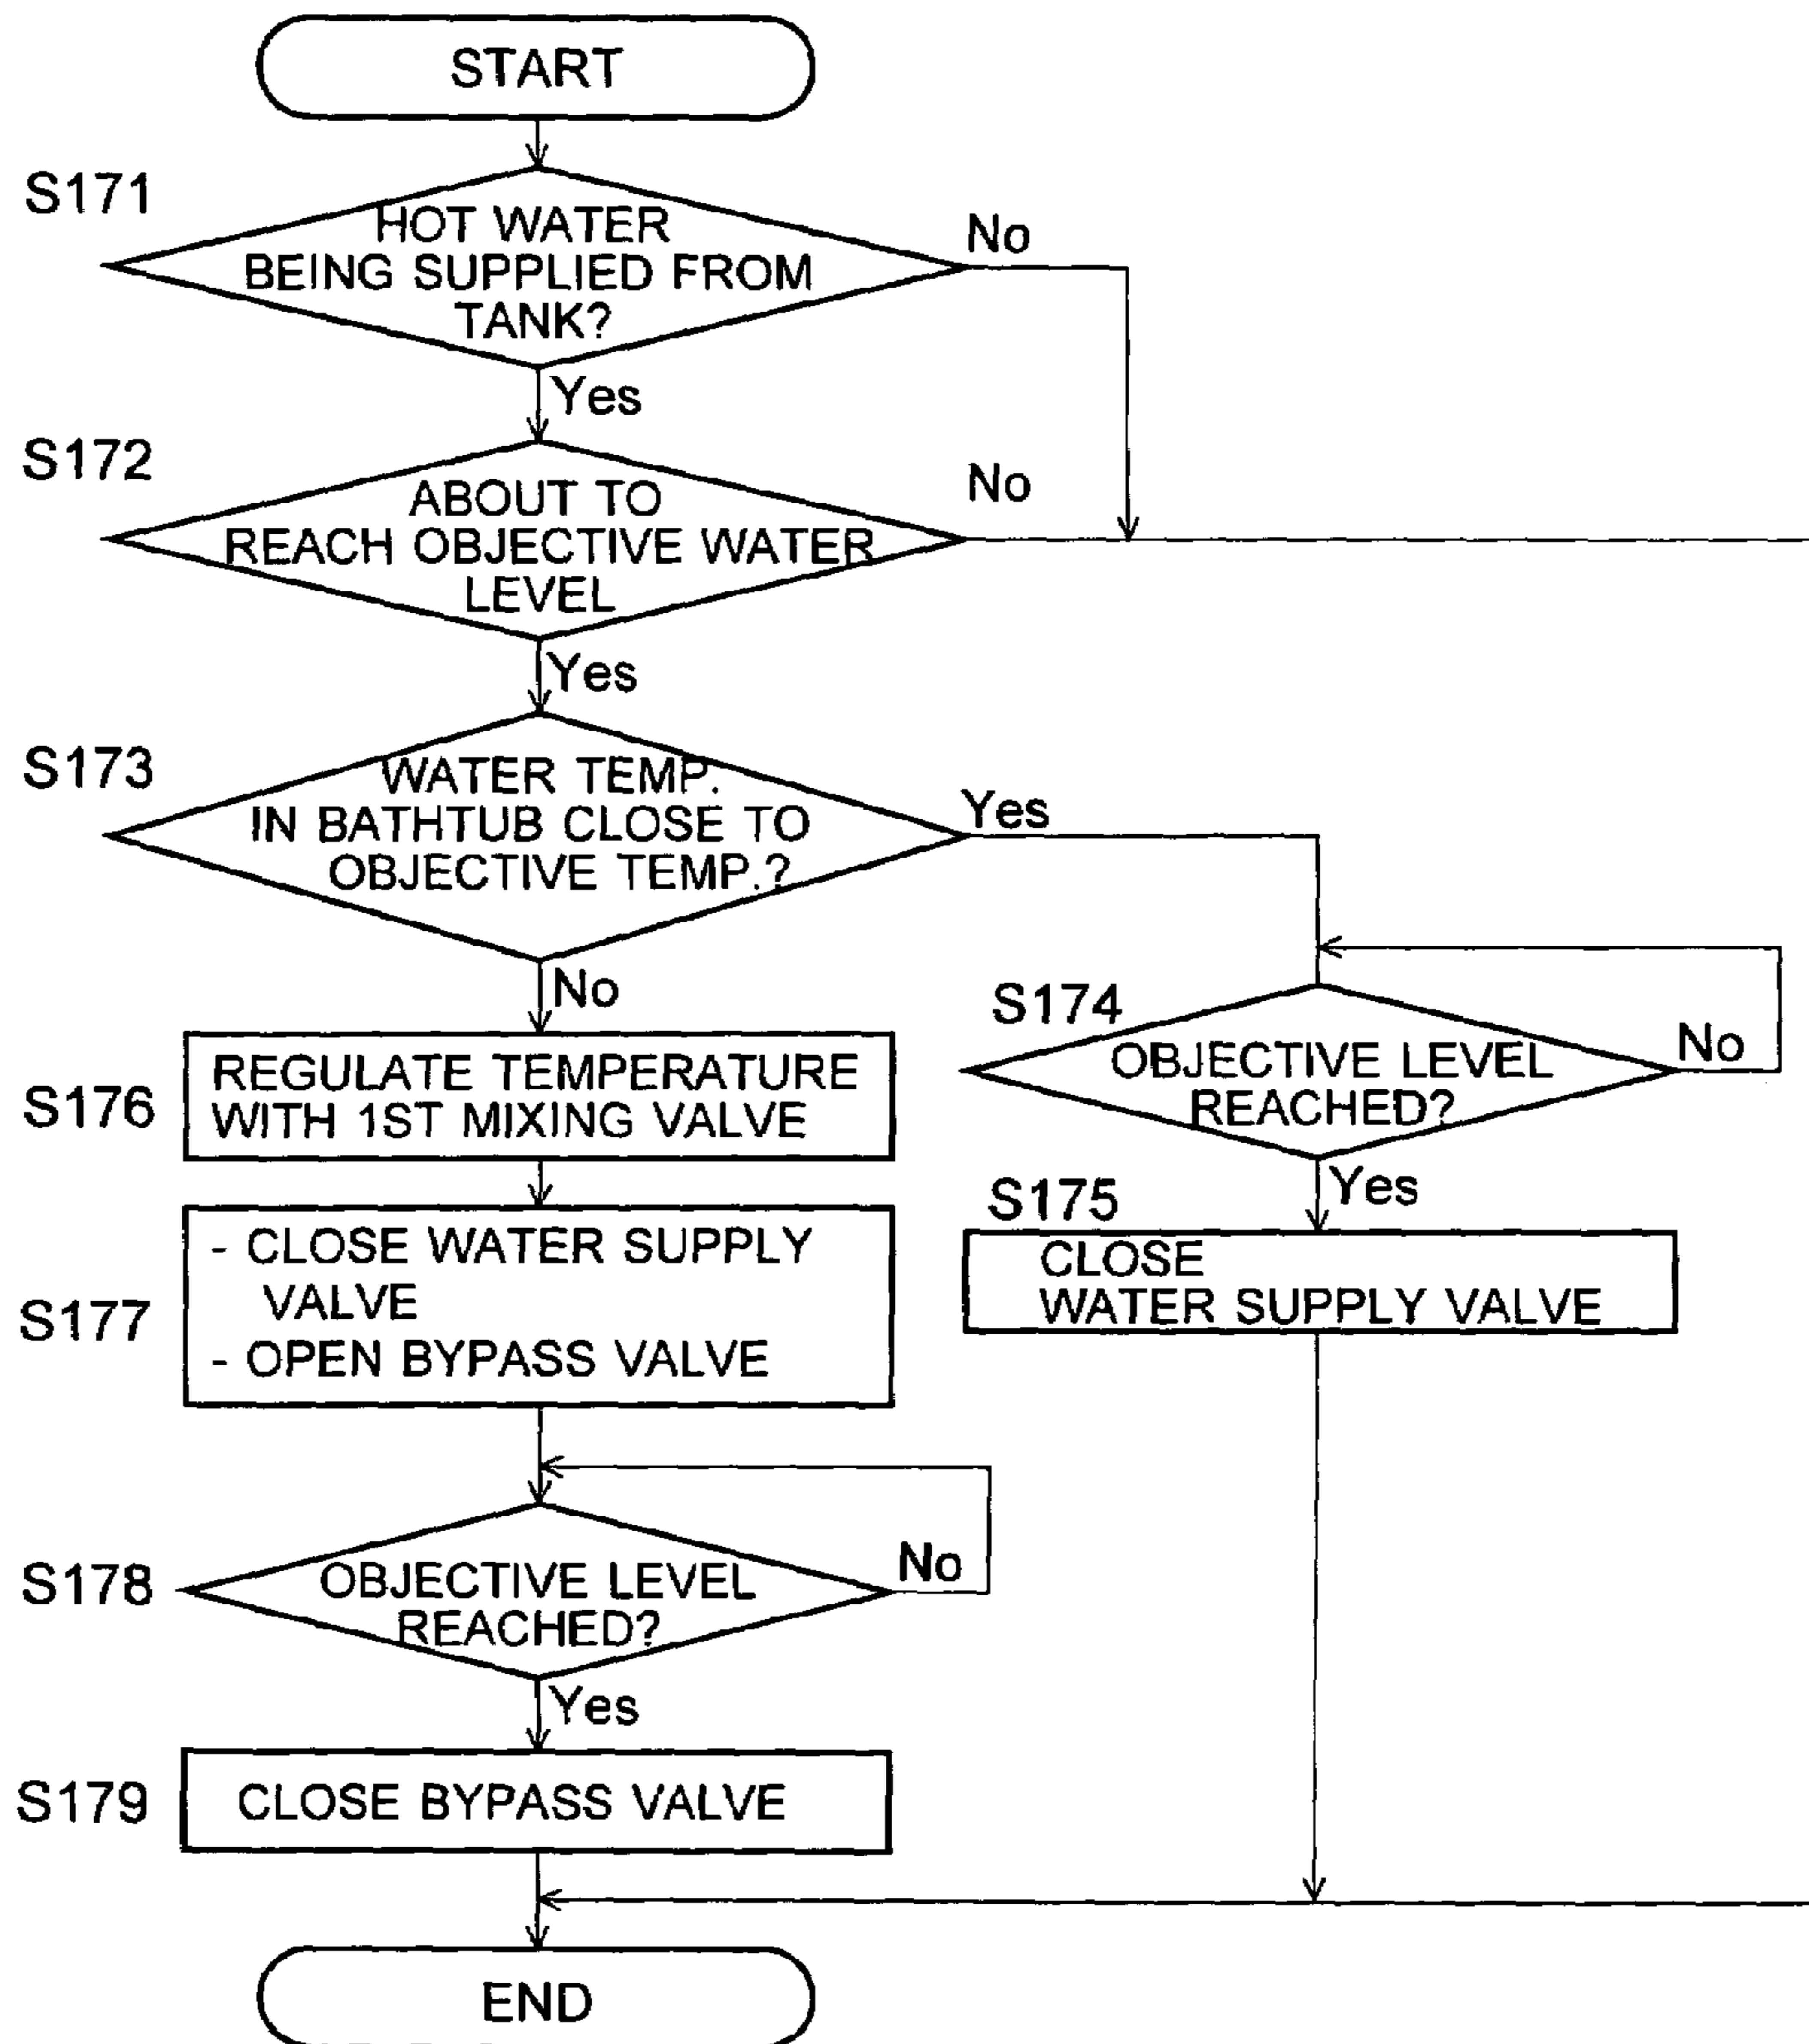 START
S171
HOT WATER
BEING SUPPLIED FROM
TANK?
No
Yes
S172
ABOUT TO
REACH OBJECTIVE WATER
LEVEL
No
Yes
S173
WATER TEMP.
IN BATHTUB CLOSE TO
OBJECTIVE TEMP.?
Yes
No
S174
OBJECTIVE LEVEL
REACHED?
No
Yes
S175
CLOSE
WATER SUPPLY VALVE
S176
REGULATE TEMPERATURE
WITH 1ST MIXING VALVE
S177
- CLOSE WATER SUPPLY
VALVE
- OPEN BYPASS VALVE
S178
OBJECTIVE LEVEL
REACHED?
No
Yes
S179
CLOSE BYPASS VALVE
END